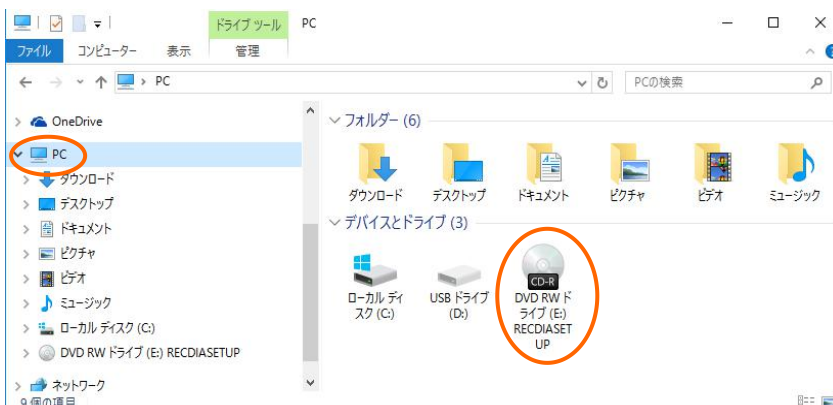 ドライブ ツール PC
ファイル コンピューター 表示 管理
PC
PCの検索
OneDrive
PC
ダウンロード
デスクトップ
ドキュメント
ピクチャ
ビデオ
ミュージック
ローカル ディスク (C:)
DVD RW ドライブ (E:) RECDIASETUP
ネットワーク
9 個の項目
フォルダー (6)
ダウンロード
デスクトップ
ドキュメント
ピクチャ
ビデオ
ミュージック
デバイスとドライブ (3)
ローカル ディ
スク (C:)
USB ドライブ
(D:)
CD-R
DVD RW ド
ライブ (E:)
RECDIASET
UP